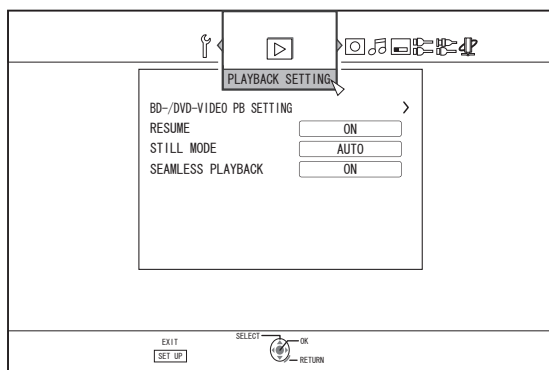 PLAYBACK SETTING
BD-/DVD-VIDEO PB SETTING
RESUME ON
STILL MODE AUTO
SEAMLESS PLAYBACK ON
EXIT
SET UP
SELECT
OK
RETURN